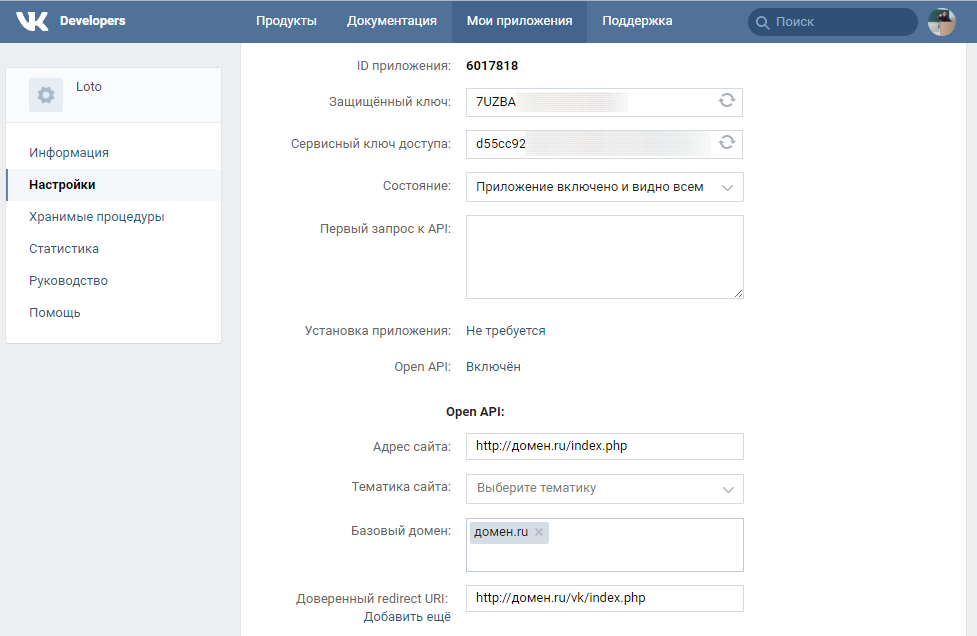 VK Developers Продукты Документация Мои приложения Поддержка Поиск
Loto
Информация
Настройки
Хранимые процедуры
Статистика
Руководство
Помощь
ID приложения: 6017818
Защищённый ключ: 7UZBA
Сервисный ключ доступа: d55cc92
Состояние: Приложение включено и видно всем
Первый запрос к API:
Установка приложения: Не требуется
Open API: Включён
Open API:
Адрес сайта: http://домен.ru/index.php
Тематика сайта: Выберите тематику
Базовый домен: домен.ru
Доверенный redirect URI: http://домен.ru/vk/index.php
Добавить ещё